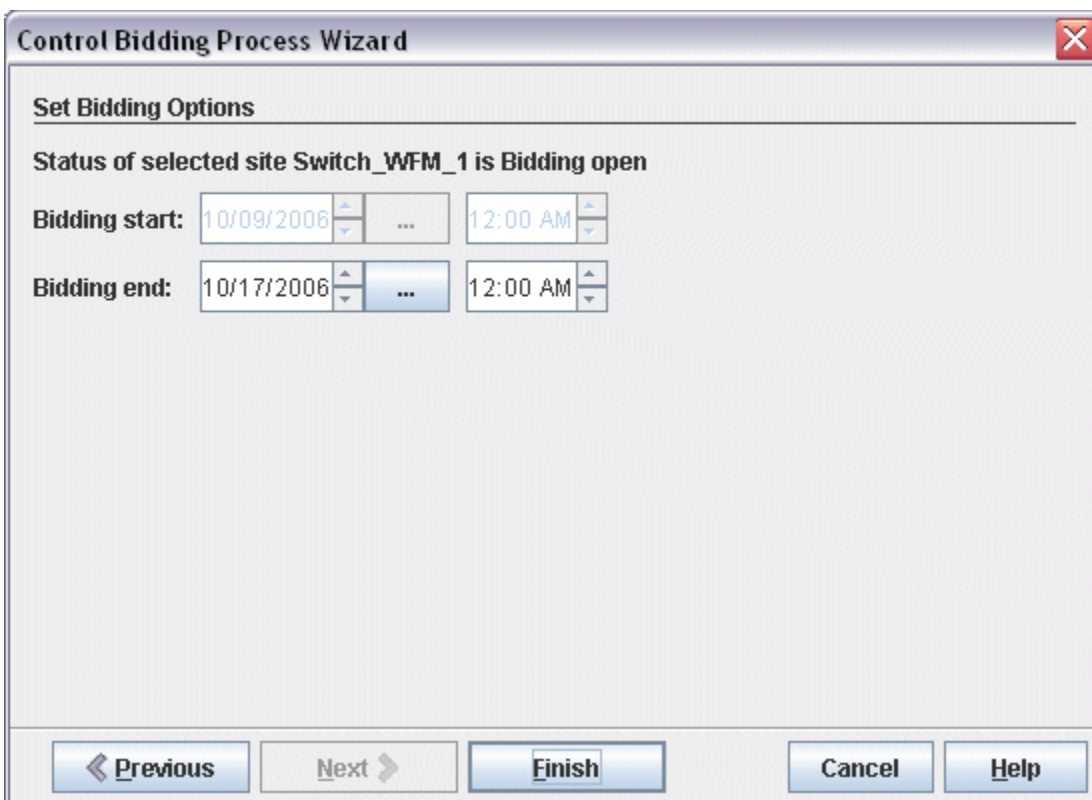 Control Bidding Process Wizard
Set Bidding Options
Status of selected site Switch_WFM_1 is Bidding open
Bidding start: 10/09/2006 ... 12:00 AM
Bidding end: 10/17/2006 ... 12:00 AM
Previous Next Finish Cancel Help